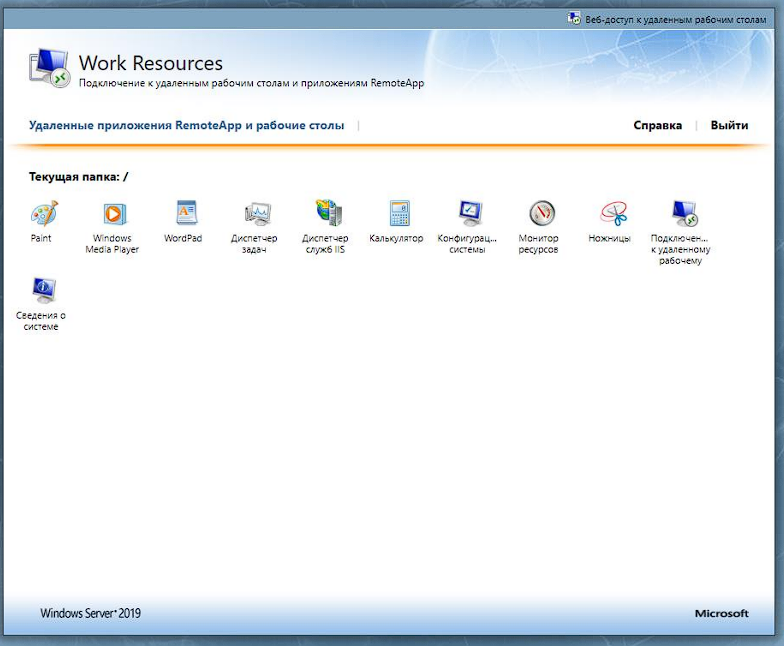 Веб-доступ к удаленным рабочим столам
Work Resources
Подключение к удаленным рабочим столам и приложениям RemoteApp
Удаленные приложения RemoteApp и рабочие столы | Справка | Выйти
Текущая папка: /
Paint
Windows
Media Player
WordPad
Диспетчер
задач
Диспетчер
служб IIS
Калькулятор
Конфигурац...
системы
Монитор
ресурсов
Ножницы
Подключен...
к удаленному
рабочему
Сведения о
системе
Windows Server® 2019
Microsoft